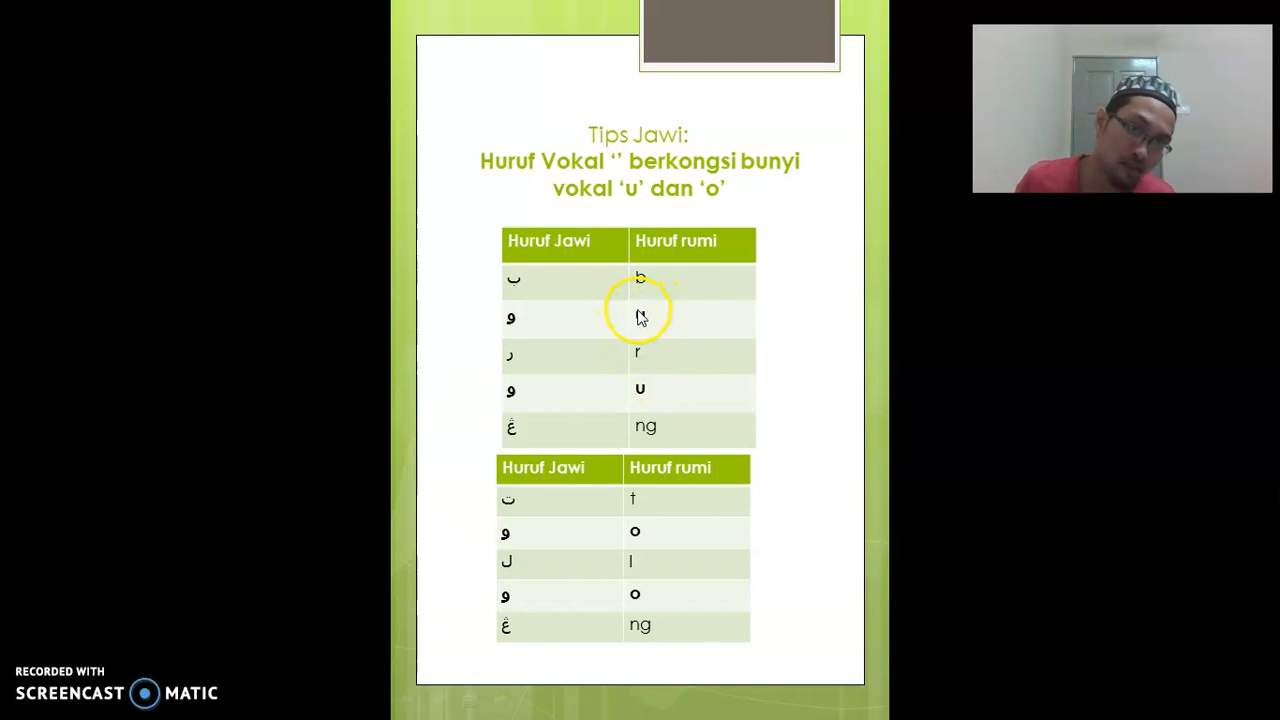 Tips Jawi:
Huruf Vokal ‘’ berkongsi bunyi
vokal ‘u’ dan ‘o’
Huruf Jawi Huruf rumi
ب b
و u
ر r
و u
ڠ ng
Huruf Jawi Huruf rumi
ت t
و o
ل l
و o
ڠ ng
RECORDED WITH
SCREENCAST MATIC